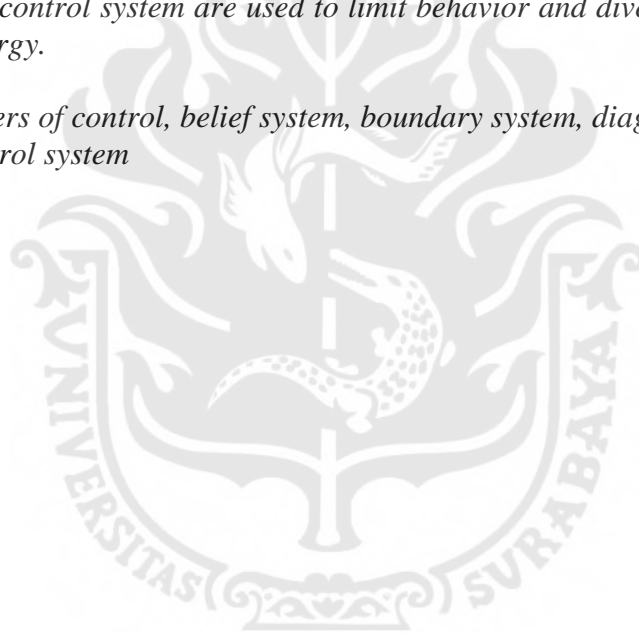 control system are used to limit behavior and dive
rgy.
ers of control, belief system, boundary system, diag
rol system
UNIVERSITAS SURABAYA